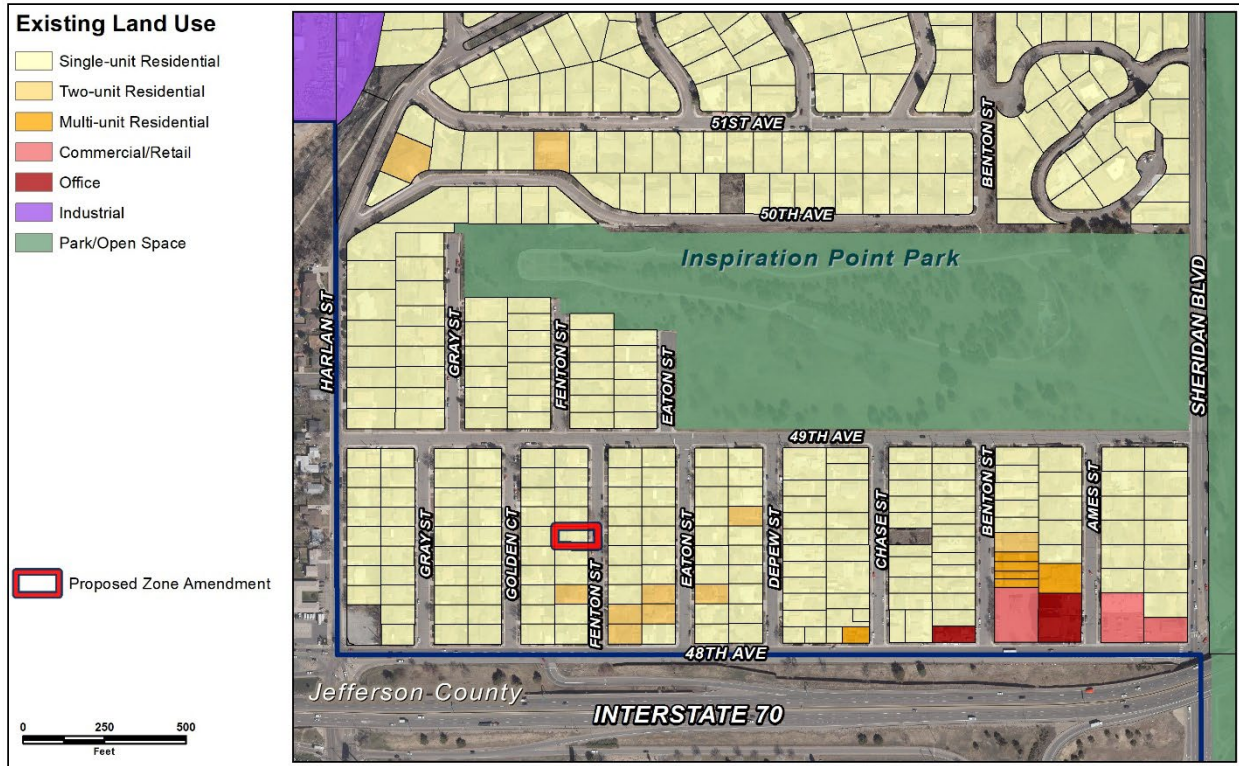 Existing Land Use
Single-unit Residential
Two-unit Residential
Multi-unit Residential
Commercial/Retail
Office
Industrial
Park/Open Space
Proposed Zone Amendment
0 250 500
Feet
51ST AVE
BENTON ST
50TH AVE
Inspiration Point Park
HARLAN ST
GRAY ST
FENTON ST
EATON ST
SHERIDAN BLVD
49TH AVE
GRAY ST
GOLDEN CT
FENTON ST
EATON ST
DEPEW ST
CHASE ST
BENTON ST
AMES ST
48TH AVE
Jefferson County
INTERSTATE 70